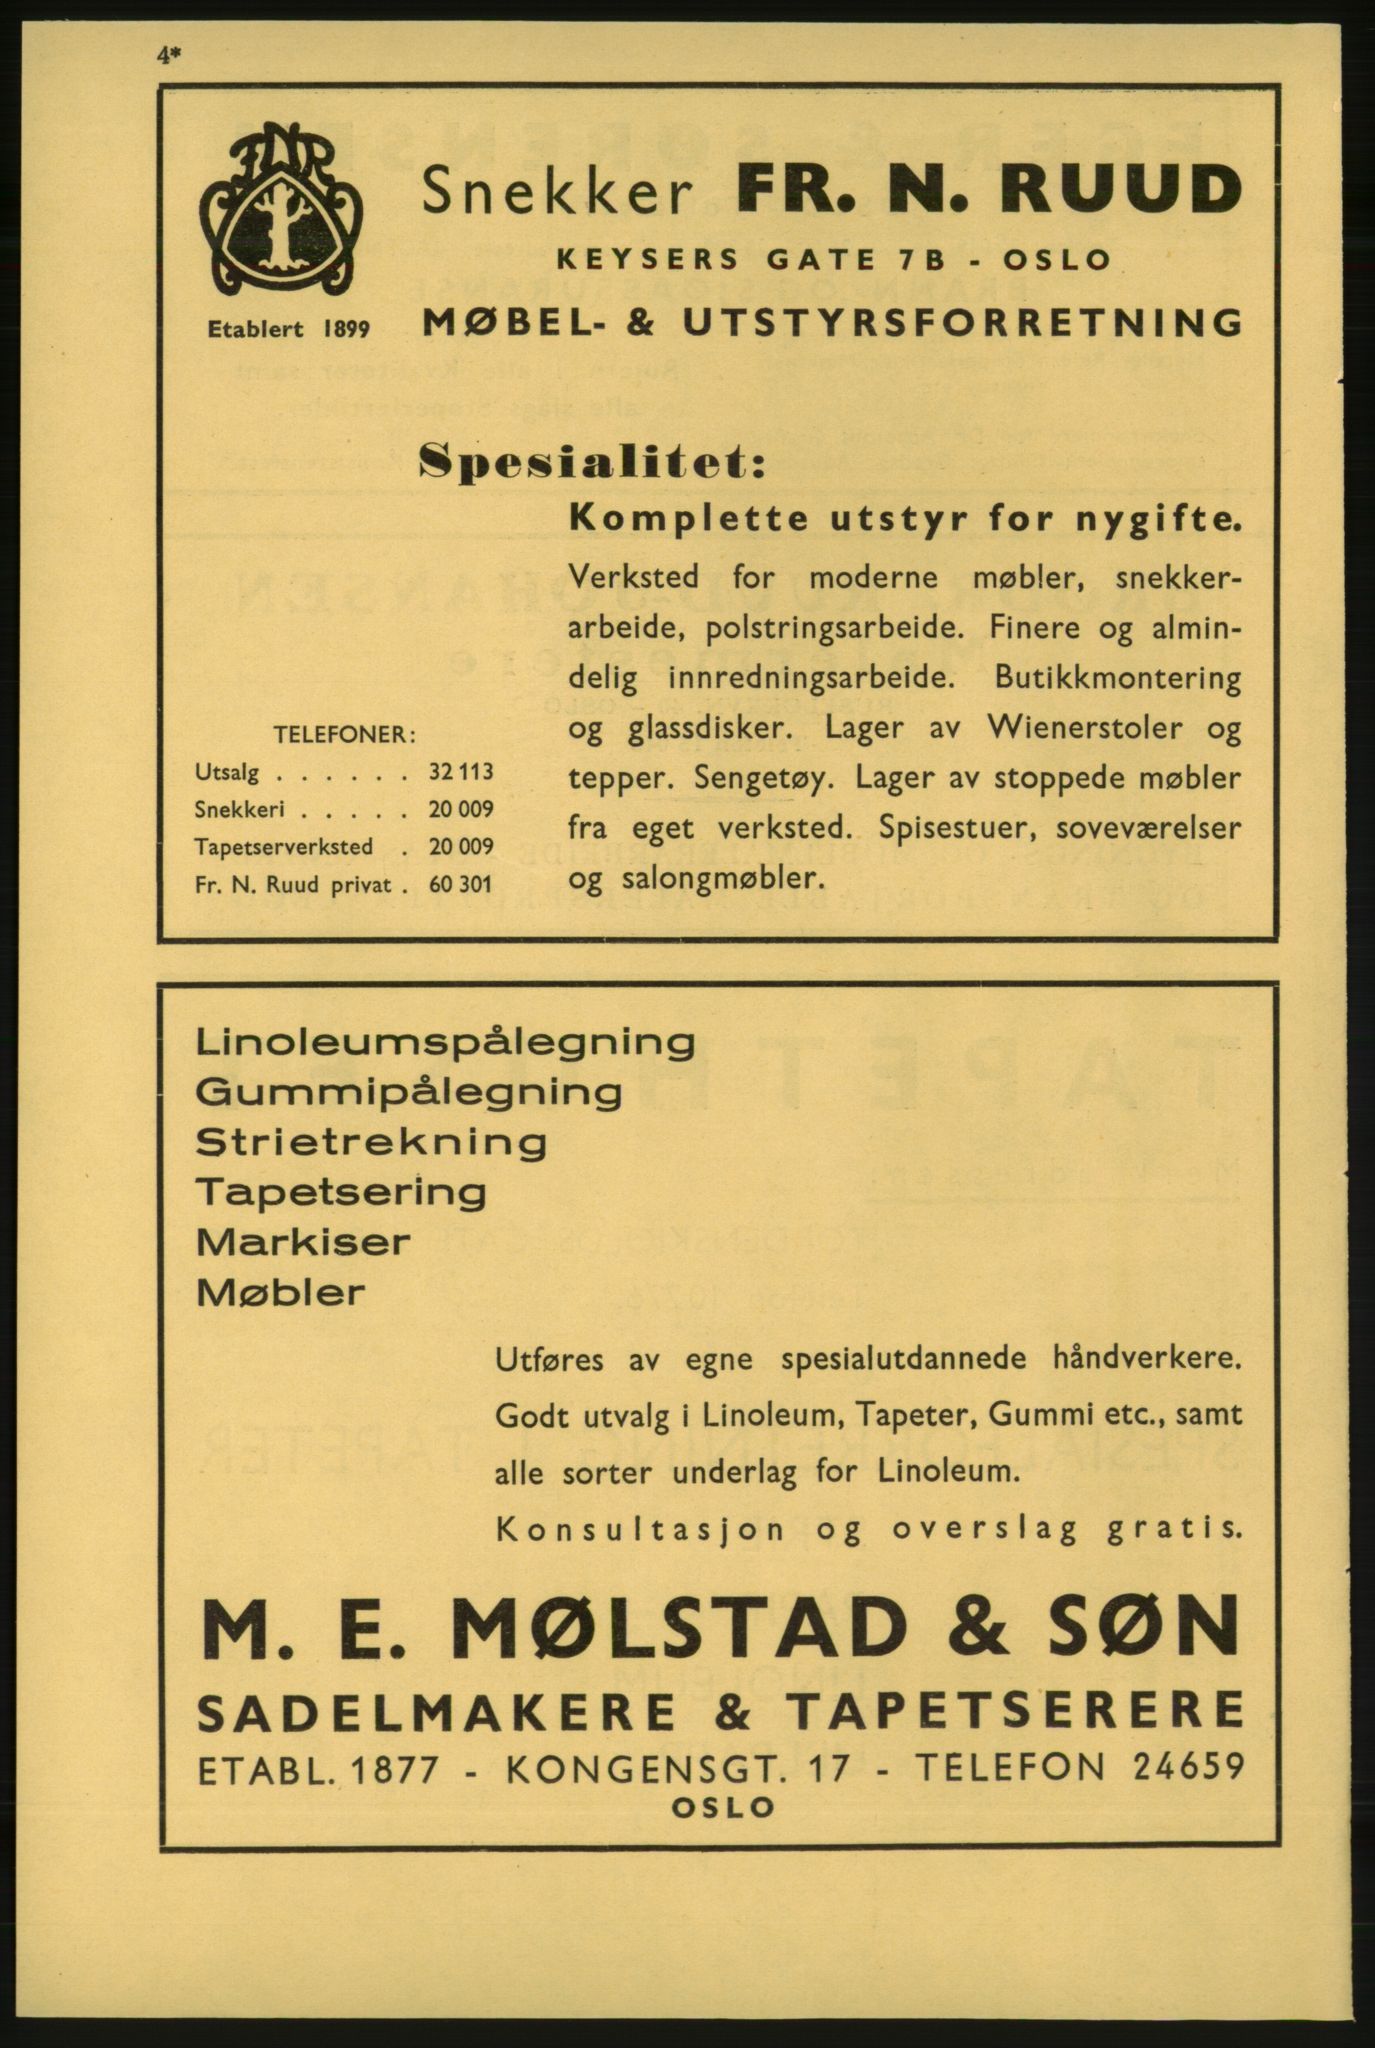 4*
FNR
Snekker FR. N. RUUD
KEYSERS GATE 7B - OSLO
Etablert 1899
MØBEL- & UTSTYRSFORRETNING
Spesialitet:
Komplette utstyr for nygifte.
Verksted for moderne møbler, snekker-
arbeide, polstringsarbeide. Finere og almin-
delig innredningsarbeide. Butikkmontering
og glassdisker. Lager av Wienerstoler og
tepper. Sengetøy. Lager av stoppede møbler
fra eget verksted. Spisestuer, soveværelser
og salongmøbler.
TELEFONER:
Utsalg . . . . . . 32 113
Snekkeri . . . . . 20 009
Tapetserverksted . 20 009
Fr. N. Ruud privat . 60 301
Linoleumspålegning
Gummipålegning
Strietrekning
Tapetsering
Markiser
Møbler
Utføres av egne spesialutdannede håndverkere.
Godt utvalg i Linoleum, Tapeter, Gummi etc., samt
alle sorter underlag for Linoleum.
Konsultasjon og overslag gratis.
M. E. MØLSTAD & SØN
SADELMAKERE & TAPETSERERE
ETABL. 1877 - KONGENSGT. 17 - TELEFON 24659
OSLO